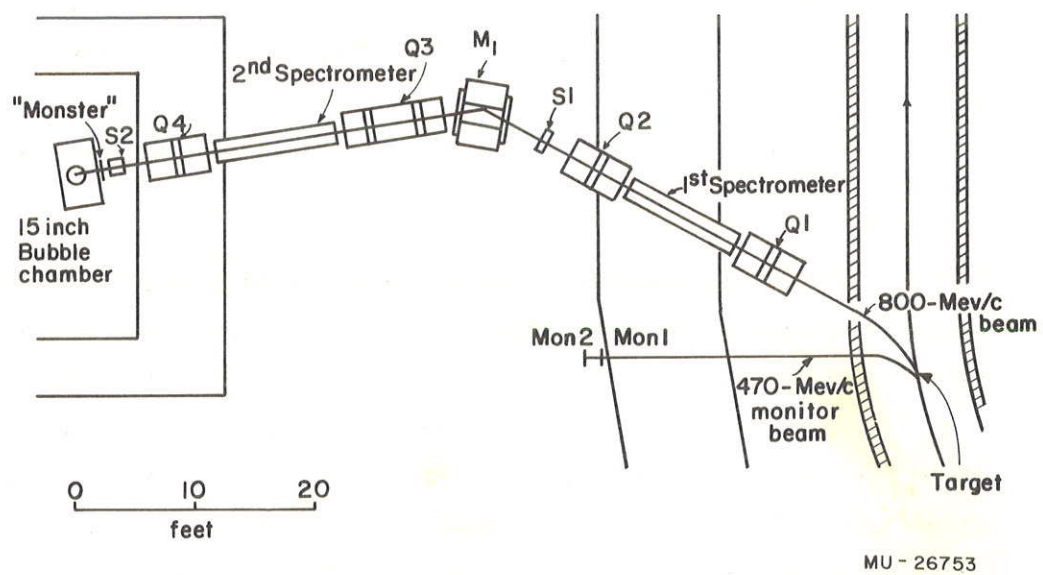 "Monster"
S2
Q4
2nd Spectrometer
Q3
M1
S1
Q2
1st Spectrometer
Q1
15 inch
Bubble
chamber
800-Mev/c
beam
Mon2
Mon1
470-Mev/c
monitor
beam
Target
0
10
20
feet
MU-26753